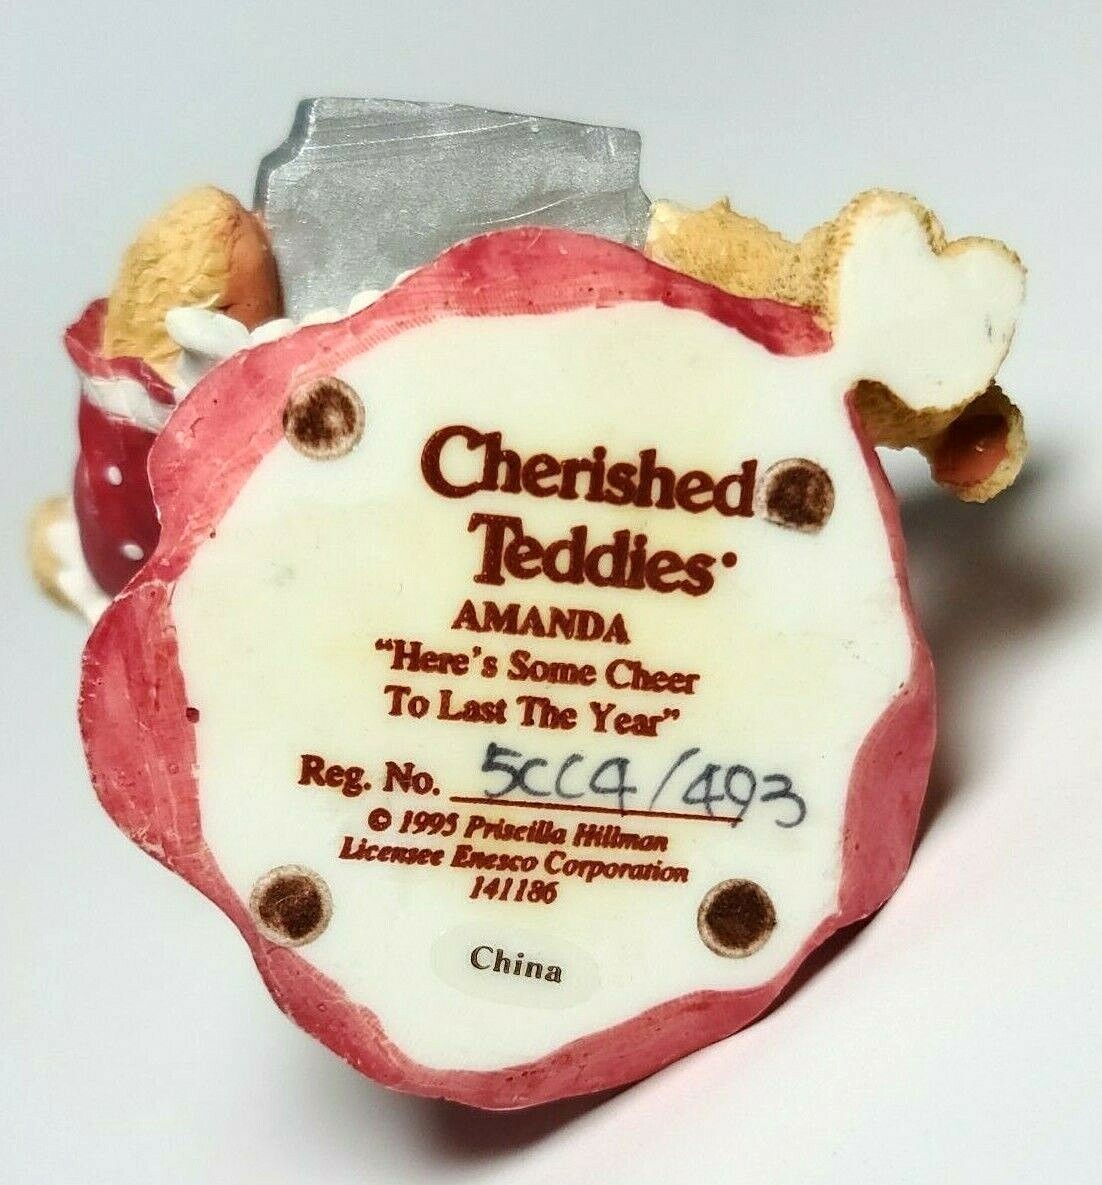 Cherished
Teddies®
AMANDA
“Here's Some Cheer
To Last The Year”
Reg. No. 5CC4/493
© 1995 Priscilla Hillman
Licensee Enesco Corporation
141186
China